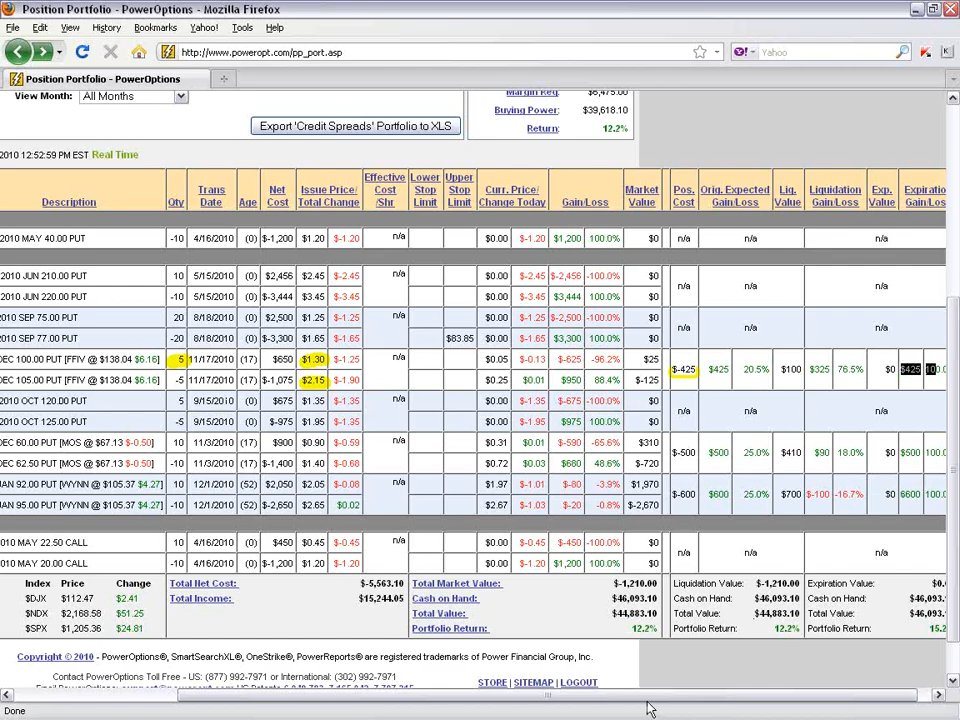 Position Portfolio - PowerOptions - Mozilla Firefox
File Edit View History Bookmarks Yahoo! Tools Help
http://www.poweropt.com/pp_port.asp Yahoo
Position Portfolio - PowerOptions
View Month: All Months
Margin Req. $6,475.00
Buying Power: $39,618.10
Return: 12.2%
Export 'Credit Spreads' Portfolio to XLS
2010 12:52:59 PM EST Real Time
Description Qty Trans Date Age Net Cost Issue Price/ Total Change Effective Cost /Shr Lower Stop Limit Upper Stop Limit Curr. Price/ Change Today Gain/Loss Market Value Pos. Cost Orig. Expected Gain/Loss Liq. Value Liquidation Gain/Loss Exp. Value Expiration Gain/Los
2010 MAY 40.00 PUT -10 4/16/2010 (0) $-1,200 $1.20 $-1.20 n/a $0.00 $-1.20 $1,200 100.0% $0 n/a n/a n/a n/a
2010 JUN 210.00 PUT 10 5/15/2010 (0) $2,456 $2.45 $-2.45 n/a $0.00 $-2.45 $-2,456 -100.0% $0 n/a n/a n/a n/a
2010 JUN 220.00 PUT -10 5/15/2010 (0) $-3,444 $3.45 $-3.45 $0.00 $-3.45 $3,444 100.0% $0
2010 SEP 75.00 PUT 20 8/18/2010 (0) $2,500 $1.25 $-1.25 n/a $0.00 $-1.25 $-2,500 -100.0% $0 n/a n/a n/a n/a
2010 SEP 77.00 PUT -20 8/18/2010 (0) $-3,300 $1.65 $-1.65 $83.83 $0.00 $-1.65 $3,300 100.0% $0
DEC 100.00 PUT [FFIV @ $138.04 $6.16] 5 11/17/2010 (17) $650 $1.30 $-1.25 n/a $0.05 $-0.13 $-625 -96.2% $25 $-425 $425 20.5% $100 $325 76.5% $0 $425 100.0
DEC 105.00 PUT [FFIV @ $138.04 $6.16] -5 11/17/2010 (17) $-1,075 $2.15 $-1.90 $0.25 $0.01 $950 88.4% $-125
2010 OCT 120.00 PUT 5 9/15/2010 (0) $675 $1.35 $-1.35 n/a $0.00 $-1.35 $-675 -100.0% $0 n/a n/a n/a n/a
2010 OCT 125.00 PUT -5 9/15/2010 (0) $-975 $1.95 $-1.95 $0.00 $-1.95 $975 100.0% $0
DEC 60.00 PUT [MOS @ $67.13 $-0.50] 10 11/3/2010 (17) $900 $0.90 $-0.59 n/a $0.31 $0.01 $-590 -65.6% $310 $-500 $500 25.0% $410 $90 18.0% $0 $500 100.0
DEC 62.50 PUT [MOS @ $67.13 $-0.50] -10 11/3/2010 (17) $-1,400 $1.40 $-0.68 $0.72 $0.03 $680 48.6% $-720
JAN 92.00 PUT [WYNN @ $105.37 $4.27] 10 12/1/2010 (52) $2,050 $2.05 $-0.08 n/a $1.97 $-1.01 $-80 -3.9% $1,970 $-600 $600 25.0% $700 $-100 -16.7% $0 $600 100.0
JAN 95.00 PUT [WYNN @ $105.37 $4.27] -10 12/1/2010 (52) $-2,650 $2.65 $0.02 $2.67 $-1.03 $-20 -0.8% $-2,670
010 MAY 22.50 CALL 10 4/16/2010 (0) $450 $0.45 $-0.45 n/a $0.00 $-0.45 $-450 -100.0% $0 n/a n/a n/a n/a
010 MAY 20.00 CALL -10 4/16/2010 (0) $-1,200 $1.20 $-1.20 $0.00 $-1.20 $1,200 100.0% $0
Index Price Change Total Net Cost: $-5,563.10 Total Market Value: $-1,210.00 Liquidation Value: $-1,210.00 Expiration Value: $0.
$DJX $112.47 $2.41 Total Income: $15,244.05 Cash on Hand: $46,093.10 Cash on Hand: $46,093.10 Cash on Hand: $46,093.
$NDX $2,168.58 $51.25 Total Value: $44,883.10 Total Value: $44,883.10 Total Value: $46,093.
$SPX $1,205.36 $24.81 Portfolio Return: 12.2% Portfolio Return: 12.2% Portfolio Return: 15.2
Copyright © 2010 - PowerOptions®, SmartSearchXL®, OneStrike®, PowerReports® are registered trademarks of Power Financial Group, Inc.
Contact PowerOptions Toll Free - US: (877) 992-7971 or International: (302) 992-7971
STORE | SITEMAP | LOGOUT
Done